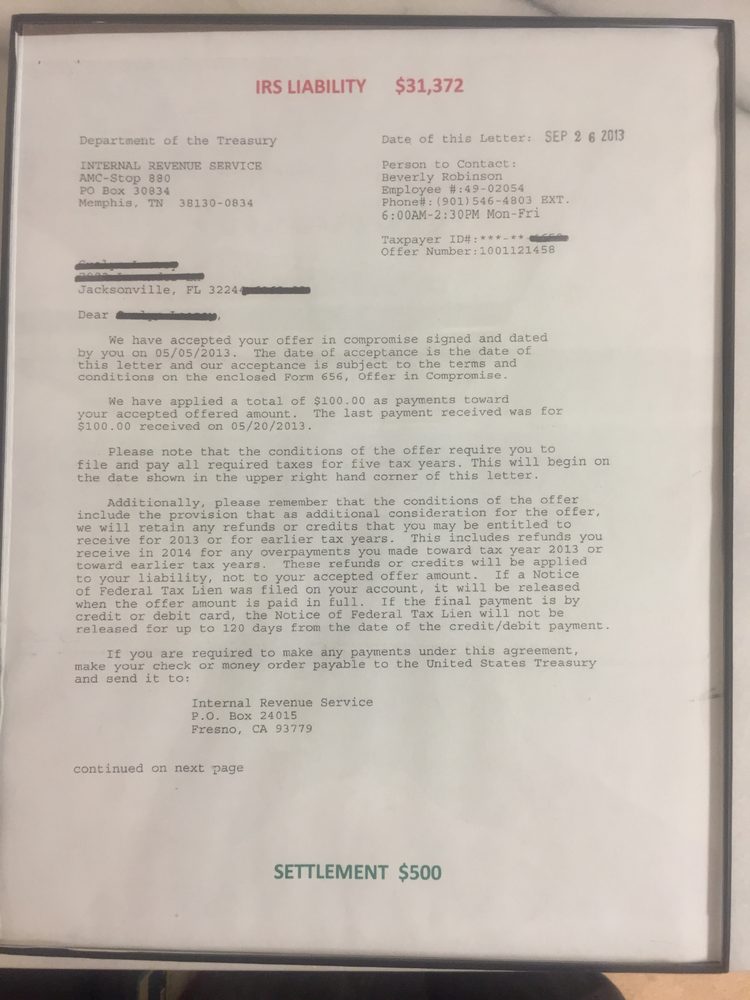 IRS LIABILITY $31,372
Department of the Treasury
Date of this Letter: SEP 26 2013
INTERNAL REVENUE SERVICE
AMC-Stop 880
PO Box 30834
Memphis, TN 38130-0834
Person to Contact:
Beverly Robinson
Employee #:49-02054
Phone#:(901)546-4803 EXT.
6:00AM-2:30PM Mon-Fri
Taxpayer ID#:***-**-
Offer Number:1001121458
Jacksonville, FL 3224
Dear
We have accepted your offer in compromise signed and dated
by you on 05/05/2013. The date of acceptance is the date of
this letter and our acceptance is subject to the terms and
conditions on the enclosed Form 656, Offer in Compromise.
We have applied a total of $100.00 as payments toward
your accepted offered amount. The last payment received was for
$100.00 received on 05/20/2013.
Please note that the conditions of the offer require you to
file and pay all required taxes for five tax years. This will begin on
the date shown in the upper right hand corner of this letter.
Additionally, please remember that the conditions of the offer
include the provision that as additional consideration for the offer,
we will retain any refunds or credits that you may be entitled to
receive for 2013 or for earlier tax years. This includes refunds you
receive in 2014 for any overpayments you made toward tax year 2013 or
toward earlier tax years. These refunds or credits will be applied
to your liability, not to your accepted offer amount. If a Notice
of Federal Tax Lien was filed on your account, it will be released
when the offer amount is paid in full. If the final payment is by
credit or debit card, the Notice of Federal Tax Lien will not be
released for up to 120 days from the date of the credit/debit payment.
If you are required to make any payments under this agreement,
make your check or money order payable to the United States Treasury
and send it to:
Internal Revenue Service
P.O. Box 24015
Fresno, CA 93779
continued on next page
SETTLEMENT $500